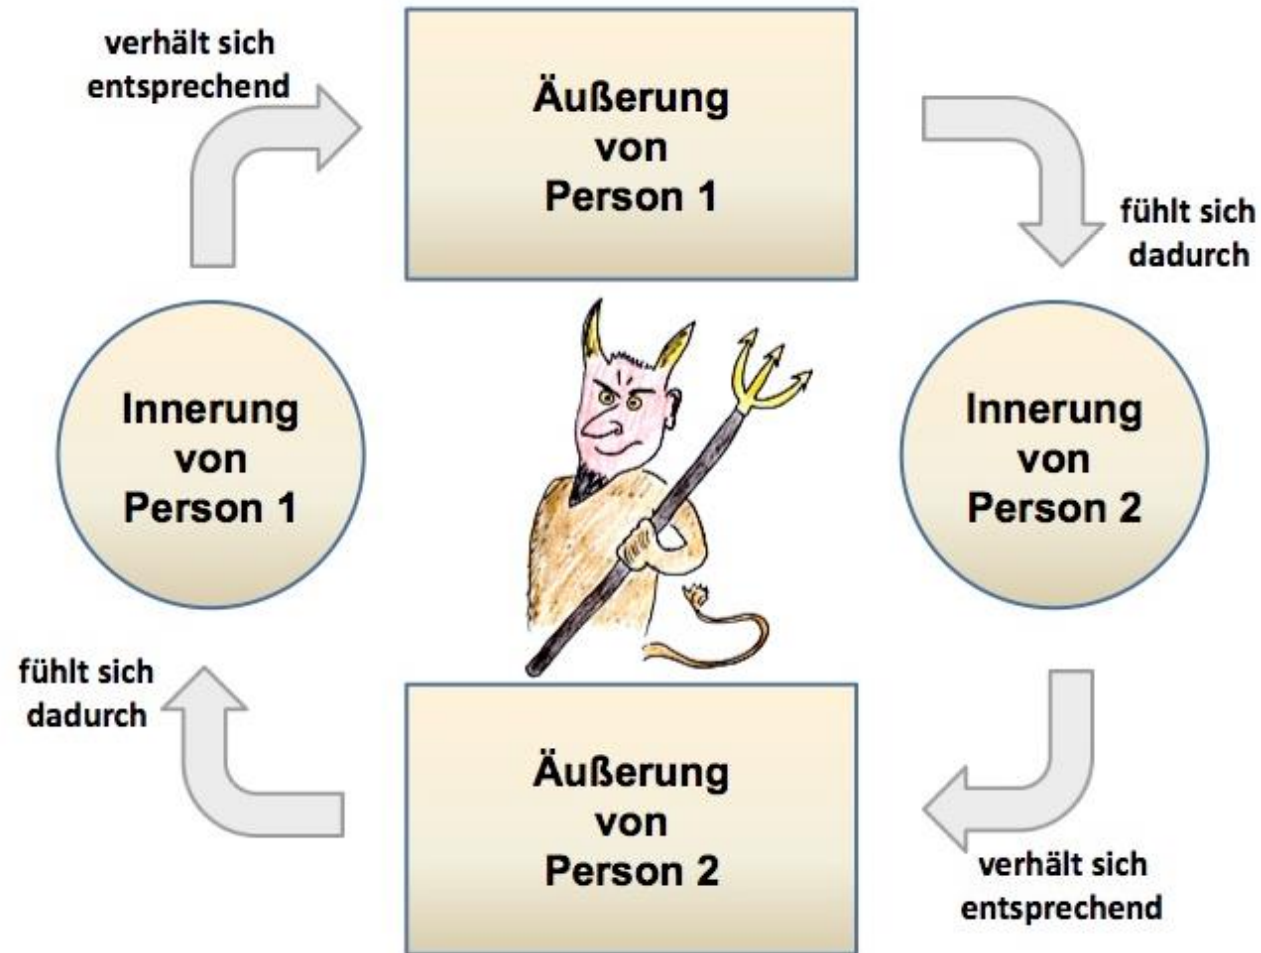 verhält sich
entsprechend
Äußerung
von
Person 1
fühlt sich
dadurch
Innerung
von
Person 1
Innerung
von
Person 2
fühlt sich
dadurch
Äußerung
von
Person 2
verhält sich
entsprechend